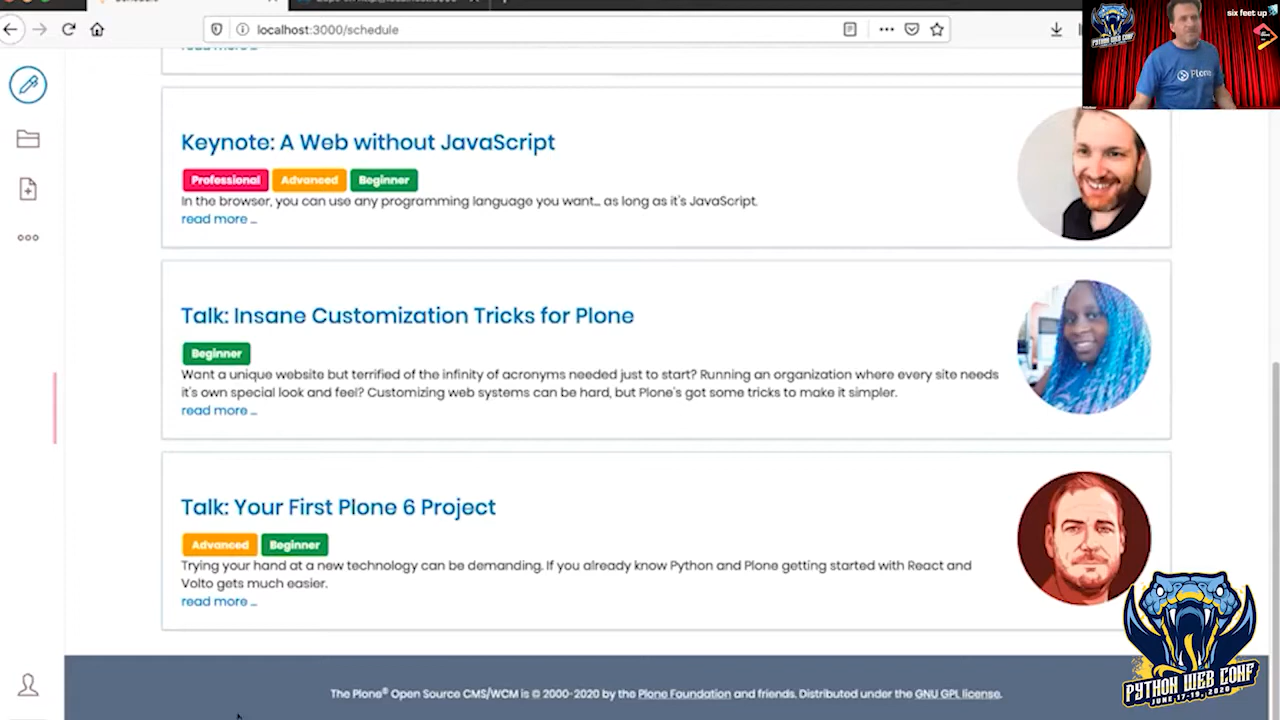 localhost:3000/schedule
six feet up
Plone
Keynote: A Web without JavaScript
Professional Advanced Beginner
In the browser, you can use any programming language you want... as long as it's JavaScript.
read more ...
Talk: Insane Customization Tricks for Plone
Beginner
Want a unique website but terrified of the infinity of acronyms needed just to start? Running an organization where every site needs
it's own special look and feel? Customizing web systems can be hard, but Plone's got some tricks to make it simpler.
read more ...
Talk: Your First Plone 6 Project
Advanced Beginner
Trying your hand at a new technology can be demanding. If you already know Python and Plone getting started with React and
Volto gets much easier.
read more ...
The Plone® Open Source CMS/WCM is © 2000-2020 by the Plone Foundation and friends. Distributed under the GNU GPL license.
PYTHON WEB CONF
JUNE 17-19, 2020